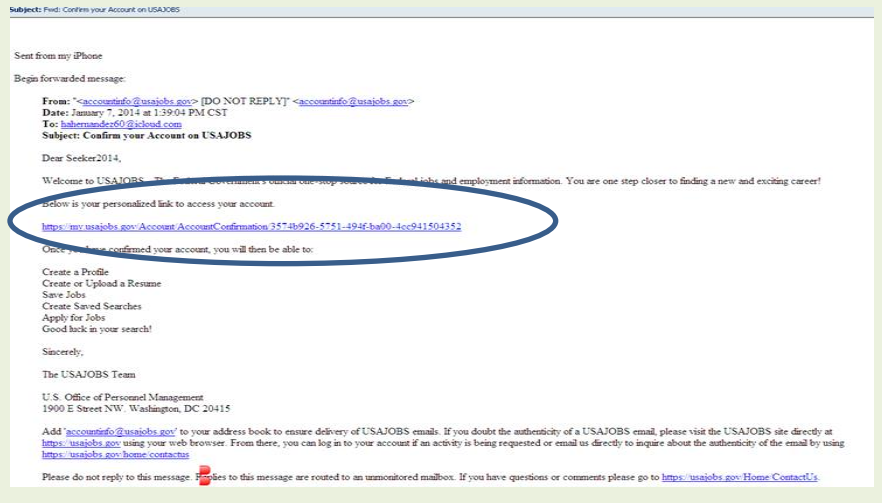 Subject: Fwd: Confirm your Account on USAJOBS
Sent from my iPhone
Begin forwarded message:
From: "<accountinfo@usajobs.gov> [DO NOT REPLY]" <accountinfo@usajobs.gov>
Date: January 7, 2014 at 1:39:04 PM CST
To: hahernandez60@icloud.com
Subject: Confirm your Account on USAJOBS
Dear Seeker2014,
Welcome to USAJOBS - The Federal Government's official one-stop source for Federal jobs and employment information. You are one step closer to finding a new and exciting career!
Below is your personalized link to access your account.
https://my.usajobs.gov/Account/AccountConfirmation/3574b926-5751-494f-ba00-4cc941504352
Once you have confirmed your account, you will then be able to:
Create a Profile
Create or Upload a Resume
Save Jobs
Create Saved Searches
Apply for Jobs
Good luck in your search!
Sincerely,
The USAJOBS Team
U.S. Office of Personnel Management
1900 E Street NW. Washington, DC 20415
Add 'accountinfo@usajobs.gov' to your address book to ensure delivery of USAJOBS emails. If you doubt the authenticity of a USAJOBS email, please visit the USAJOBS site directly at
https://usajobs.gov using your web browser. From there, you can log in to your account if an activity is being requested or email us directly to inquire about the authenticity of the email by using
https://usajobs.gov/home/contactus
Please do not reply to this message. Replies to this message are routed to an unmonitored mailbox. If you have questions or comments please go to https://usajobs.gov/Home/ContactUs.